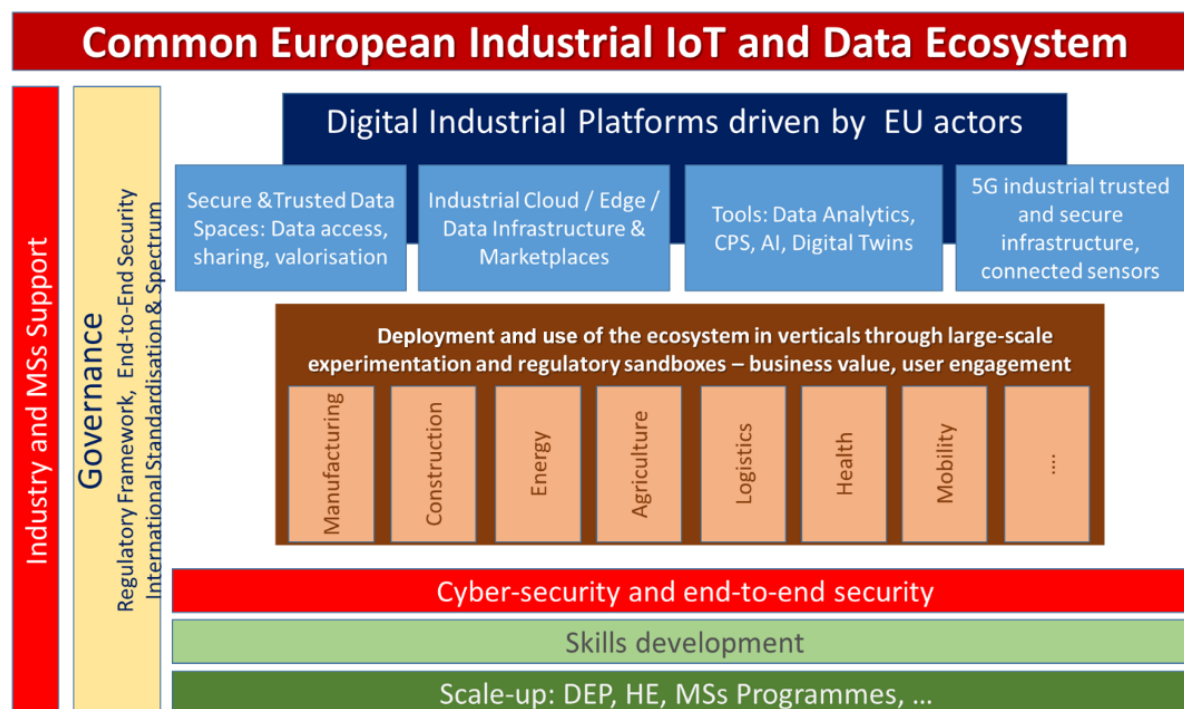 Common European Industrial IoT and Data Ecosystem
Industry and MSs Support
Governance
Regulatory Framework, End-to-End Security
International Standardisation & Spectrum
Digital Industrial Platforms driven by EU actors
Secure &Trusted Data
Spaces: Data access,
sharing, valorisation
Industrial Cloud / Edge /
Data Infrastructure &
Marketplaces
Tools: Data Analytics,
CPS, AI, Digital Twins
5G industrial trusted
and secure
infrastructure,
connected sensors
Deployment and use of the ecosystem in verticals through large-scale
experimentation and regulatory sandboxes – business value, user engagement
Manufacturing
Construction
Energy
Agriculture
Logistics
Health
Mobility
....
Cyber-security and end-to-end security
Skills development
Scale-up: DEP, HE, MSs Programmes, ...